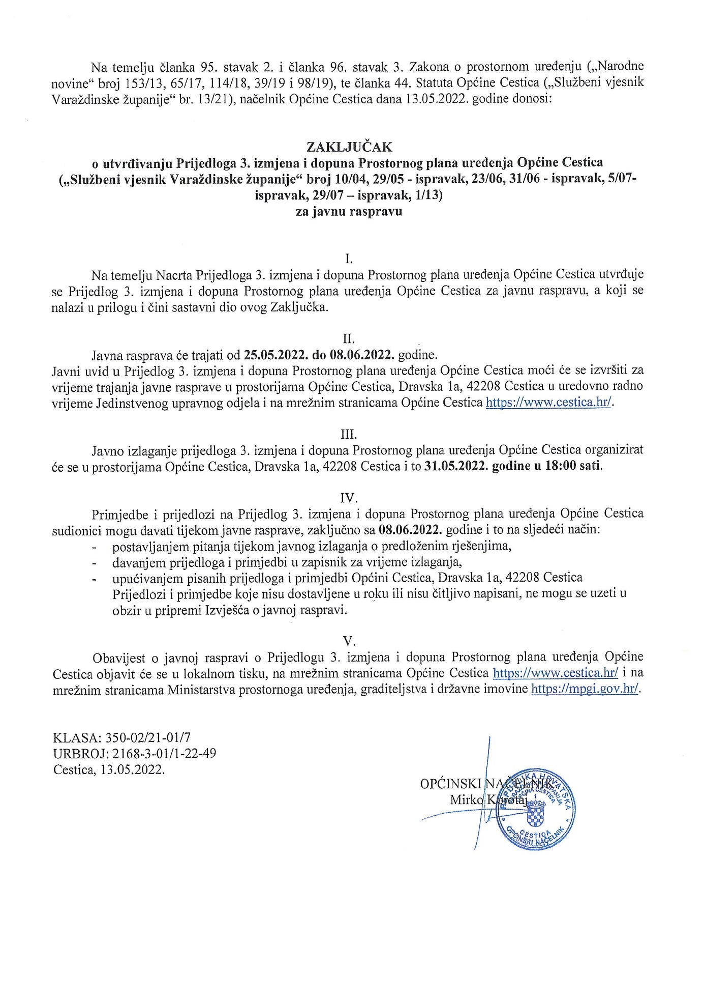 Na temelju članka 95. stavak 2. i članka 96. stavak 3. Zakona o prostornom uređenju („Narodne
novine“ broj 153/13, 65/17, 114/18, 39/19 i 98/19), te članka 44. Statuta Općine Cestica („Službeni vjesnik
Varaždinske županije“ br. 13/21), načelnik Općine Cestica dana 13.05.2022. godine donosi:
ZAKLJUČAK
o utvrđivanju Prijedloga 3. izmjena i dopuna Prostornog plana uređenja Općine Cestica
(„Službeni vjesnik Varaždinske županije“ broj 10/04, 29/05 - ispravak, 23/06, 31/06 - ispravak, 5/07-
ispravak, 29/07 – ispravak, 1/13)
za javnu raspravu
I.
Na temelju Nacrta Prijedloga 3. izmjena i dopuna Prostornog plana uređenja Općine Cestica utvrđuje
se Prijedlog 3. izmjena i dopuna Prostornog plana uređenja Općine Cestica za javnu raspravu, a koji se
nalazi u prilogu i čini sastavni dio ovog Zaključka.
II.
Javna rasprava će trajati od 25.05.2022. do 08.06.2022. godine.
Javni uvid u Prijedlog 3. izmjena i dopuna Prostornog plana uređenja Općine Cestica moći će se izvršiti za
vrijeme trajanja javne rasprave u prostorijama Općine Cestica, Dravska 1a, 42208 Cestica u uredovno radno
vrijeme Jedinstvenog upravnog odjela i na mrežnim stranicama Općine Cestica https://www.cestica.hr/.
III.
Javno izlaganje prijedloga 3. izmjena i dopuna Prostornog plana uređenja Općine Cestica organizirat
će se u prostorijama Općine Cestica, Dravska 1a, 42208 Cestica i to 31.05.2022. godine u 18:00 sati.
IV.
Primjedbe i prijedlozi na Prijedlog 3. izmjena i dopuna Prostornog plana uređenja Općine Cestica
sudionici mogu davati tijekom javne rasprave, zaključno sa 08.06.2022. godine i to na sljedeći način:
- postavljanjem pitanja tijekom javnog izlaganja o predloženim rješenjima,
- davanjem prijedloga i primjedbi u zapisnik za vrijeme izlaganja,
- upućivanjem pisanih prijedloga i primjedbi Općini Cestica, Dravska 1a, 42208 Cestica
Prijedlozi i primjedbe koje nisu dostavljene u roku ili nisu čitljivo napisani, ne mogu se uzeti u
obzir u pripremi Izvješća o javnoj raspravi.
V.
Obavijest o javnoj raspravi o Prijedlogu 3. izmjena i dopuna Prostornog plana uređenja Općine
Cestica objavit će se u lokalnom tisku, na mrežnim stranicama Općine Cestica https://www.cestica.hr/ i na
mrežnim stranicama Ministarstva prostornoga uređenja, graditeljstva i državne imovine https://mpgi.gov.hr/.
KLASA: 350-02/21-01/7
URBROJ: 2168-3-01/1-22-49
Cestica, 13.05.2022.
OPĆINSKI NAČELNIK
Mirko Korotaj
REPUBLIKA HRVATSKA
VARAŽDINSKA ŽUPANIJA
OPĆINA CESTICA
1
CESTICA
OPĆINSKI NAČELNIK